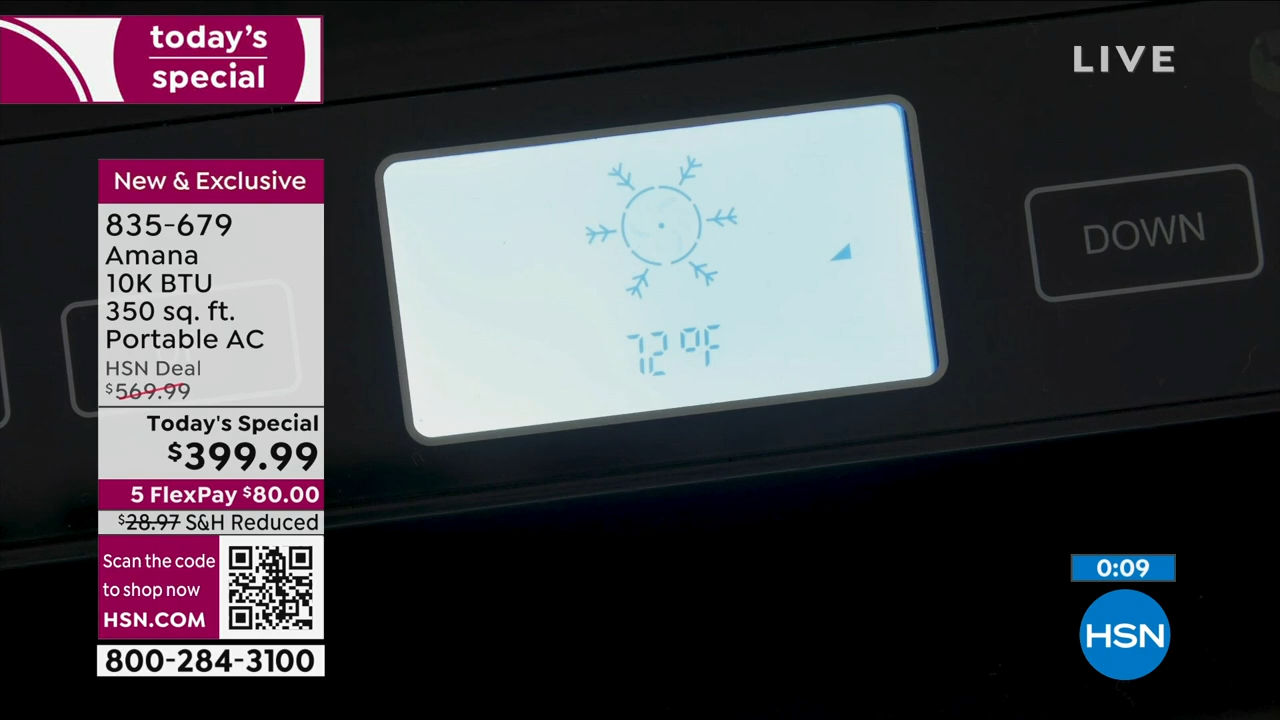 today's
special
LIVE
New & Exclusive
835-679
Amana
10K BTU
350 sq. ft.
Portable AC
HSN Deal
$569.99
Today's Special
$399.99
5 FlexPay $80.00
$28.97 S&H Reduced
Scan the code
to shop now
HSN.COM
800-284-3100
72°F
DOWN
0:09
HSN